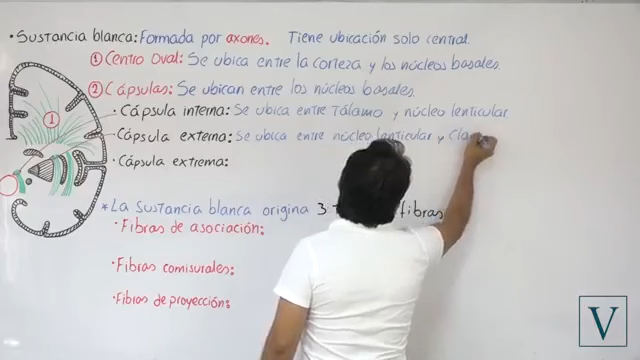 • Sustancia blanca: Formada por axones. Tiene ubicación solo central.
① Centro Oval: Se ubica entre la corteza y los núcleos basales.
② Cápsulas: Se ubican entre los núcleos basales.
• Cápsula interna: Se ubica entre Tálamo y núcleo lenticular.
1
• Cápsula externa: Se ubica entre núcleo lenticular y Cla
• Cápsula extrema:
* La sustancia blanca origina 3 fibras
• Fibras de asociación:
• Fibras comisurales:
• Fibras de proyección:
V